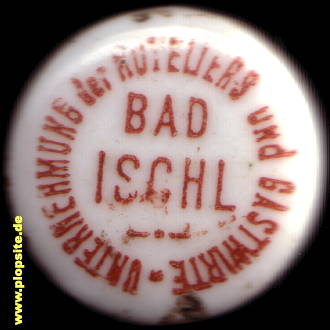 UNTERNEHMUNG der HOTELIERS und GASTWIRTE -
BAD
ISCHL
www.plopsite.de